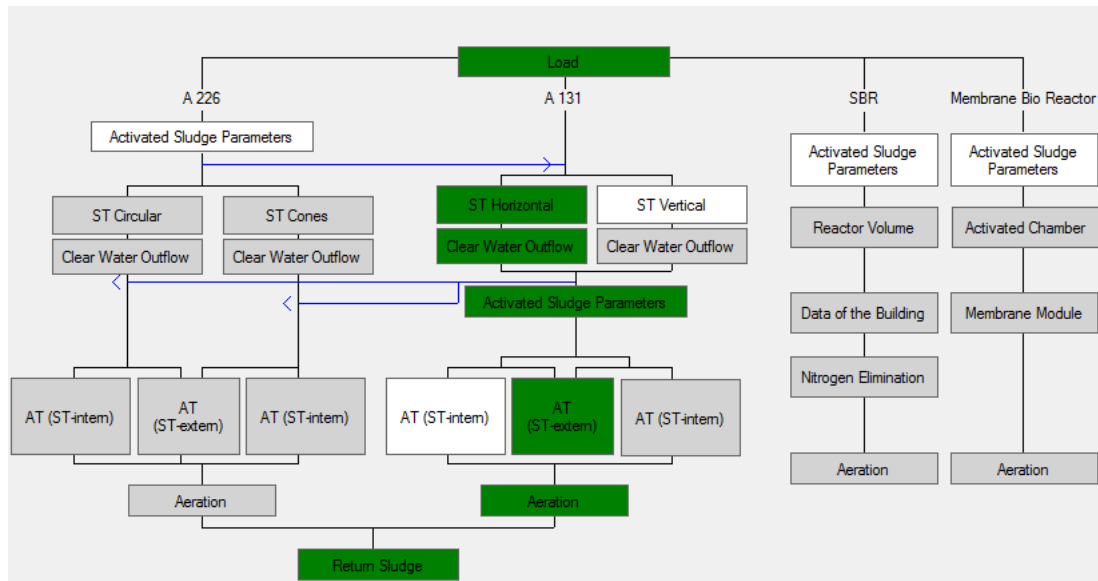 Load
A 226
A 131
SBR
Membrane Bio Reactor
Activated Sludge Parameters
Activated Sludge
Parameters
Activated Sludge
Parameters
ST Circular
ST Cones
ST Horizontal
ST Vertical
Reactor Volume
Activated Chamber
Clear Water Outflow
Clear Water Outflow
Clear Water Outflow
Clear Water Outflow
Activated Sludge Parameters
Data of the Building
Membrane Module
Nitrogen Elimination
AT (ST-intern)
AT
(ST-extern)
AT (ST-intern)
AT (ST-intern)
AT
(ST-extern)
AT (ST-intern)
Aeration
Aeration
Aeration
Aeration
Return Sludge